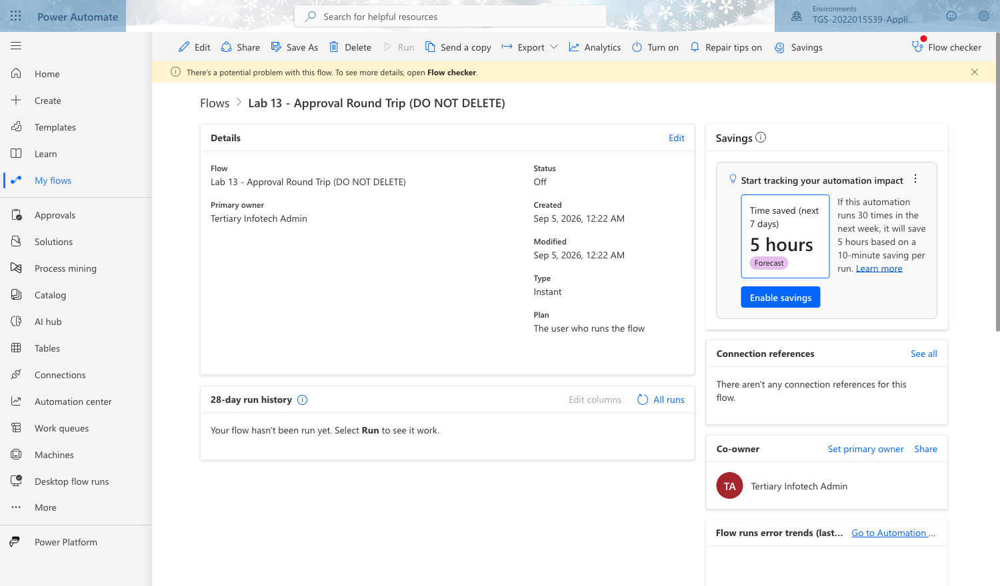 Power Automate
Search for helpful resources
Environments
TGS-2022015539-Appli...
Edit
Share
Save As
Delete
Run
Send a copy
Export
Analytics
Turn on
Repair tips on
Savings
Flow checker
There's a potential problem with this flow. To see more details, open Flow checker.
Home
Create
Templates
Learn
My flows
Approvals
Solutions
Process mining
Catalog
AI hub
Tables
Connections
Automation center
Work queues
Machines
Desktop flow runs
More
Power Platform
Flows > Lab 13 - Approval Round Trip (DO NOT DELETE)
Details
Edit
Flow
Lab 13 - Approval Round Trip (DO NOT DELETE)
Primary owner
Tertiary Infotech Admin
Status
Off
Created
Sep 5, 2026, 12:22 AM
Modified
Sep 5, 2026, 12:22 AM
Type
Instant
Plan
The user who runs the flow
28-day run history
Edit columns
All runs
Your flow hasn't been run yet. Select Run to see it work.
Savings
Start tracking your automation impact
Time saved (next
7 days)
5 hours
Forecast
If this automation
runs 30 times in the
next week, it will save
5 hours based on a
10-minute saving per
run. Learn more
Enable savings
Connection references
See all
There aren't any connection references for this
flow.
Co-owner
Set primary owner
Share
TA
Tertiary Infotech Admin
Flow runs error trends (last...
Go to Automation ...